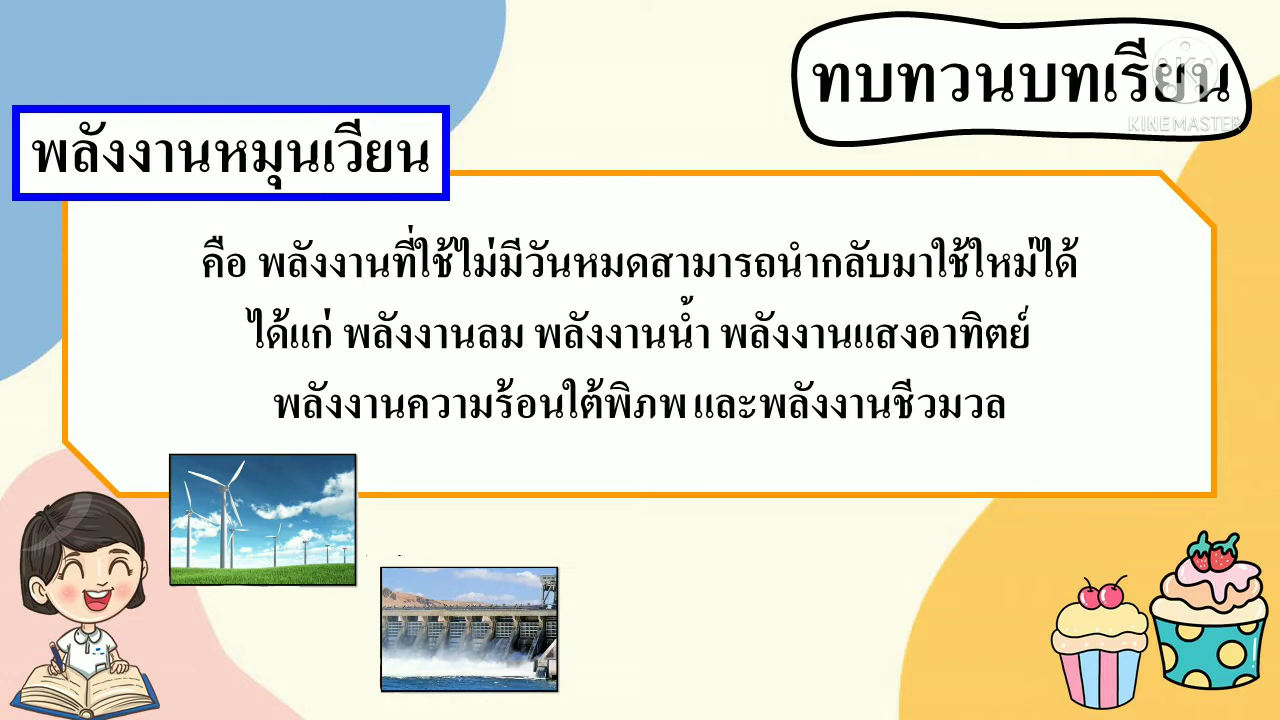 ทบทวนบทเรียน
KINEMASTER
พลังงานหมุนเวียน
คือ พลังงานที่ใช้ไม่มีวันหมดสามารถนำกลับมาใช้ใหม่ได้
ได้แก่ พลังงานลม พลังงานน้ำ พลังงานแสงอาทิตย์
พลังงานความร้อนใต้พิภพ และพลังงานชีวมวล